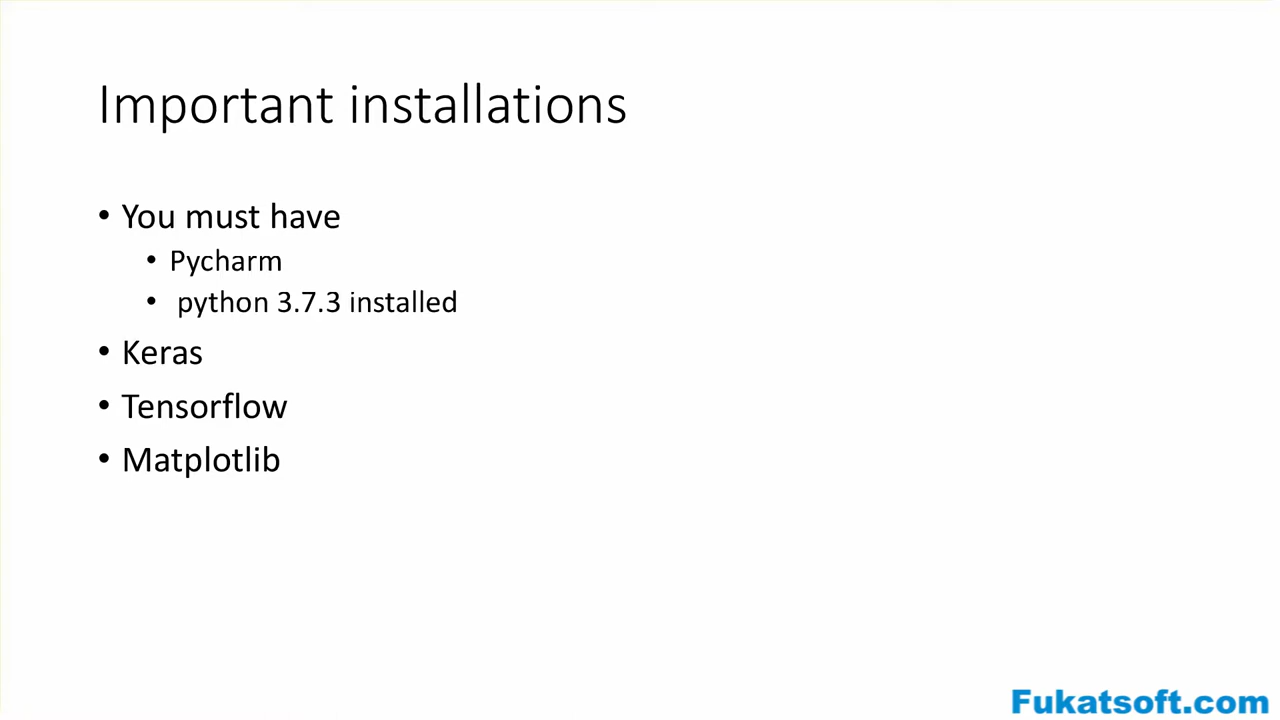 Important installations
• You must have
• Pycharm
• python 3.7.3 installed
• Keras
• Tensorflow
• Matplotlib
Fukatsoft.com